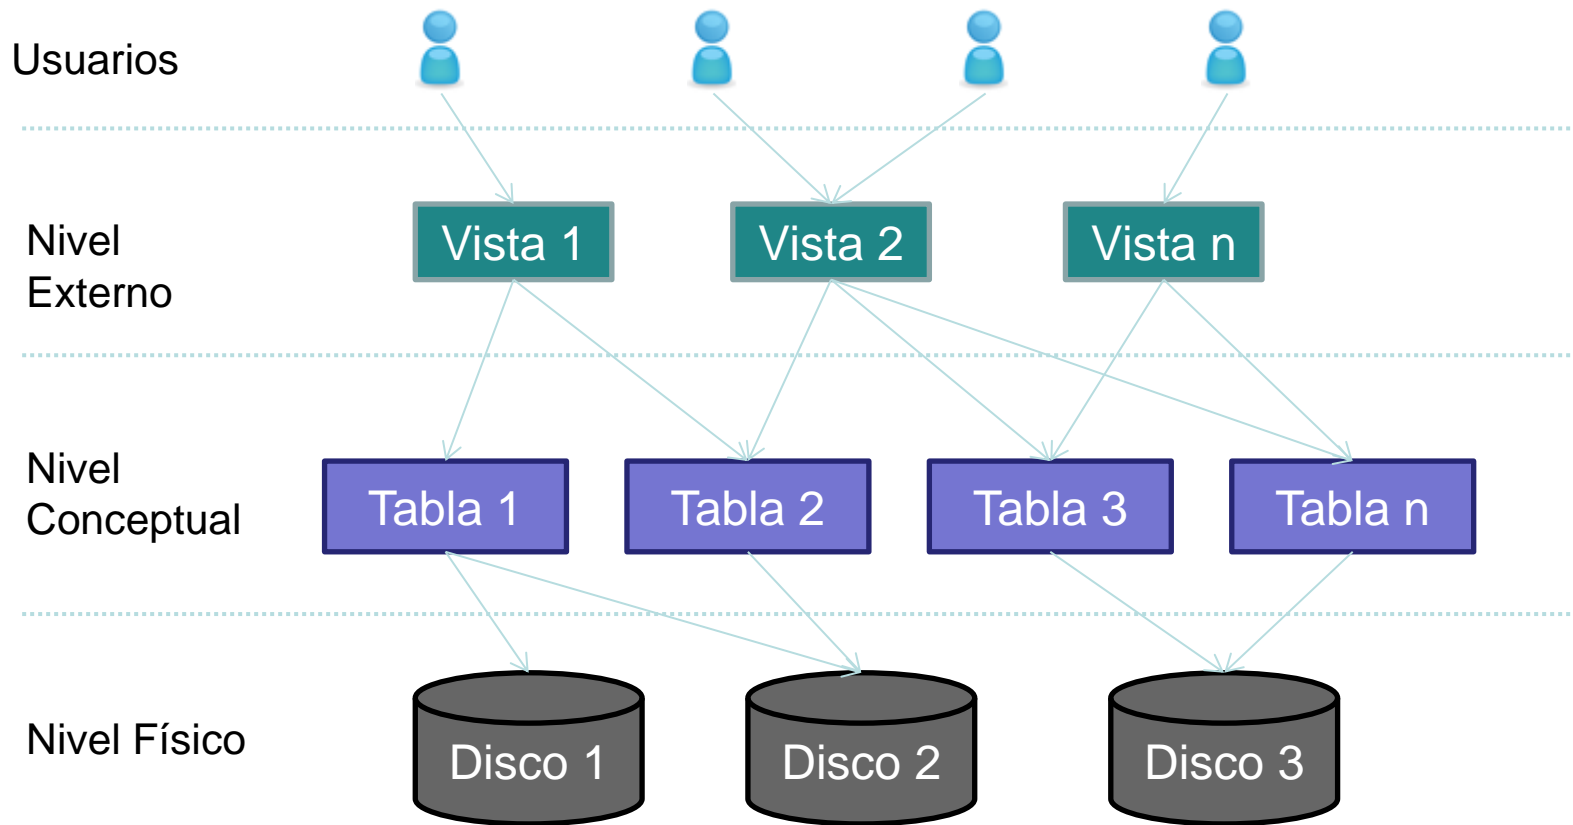 Usuarios
Nivel
Externo
Vista 1
Vista 2
Vista n
Nivel
Conceptual
Tabla 1
Tabla 2
Tabla 3
Tabla n
Nivel Físico
Disco 1
Disco 2
Disco 3